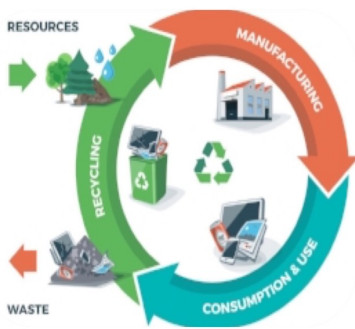 RESOURCES
MANUFACTURING
RECYCLING
CONSUMPTION & USE
WASTE